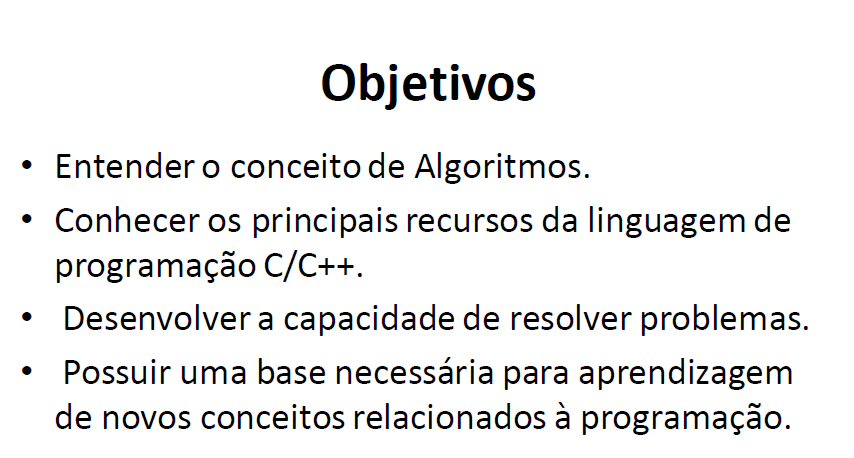 Objetivos
• Entender o conceito de Algoritmos.
• Conhecer os principais recursos da linguagem de
programação C/C++.
• Desenvolver a capacidade de resolver problemas.
• Possuir uma base necessária para aprendizagem
de novos conceitos relacionados à programação.